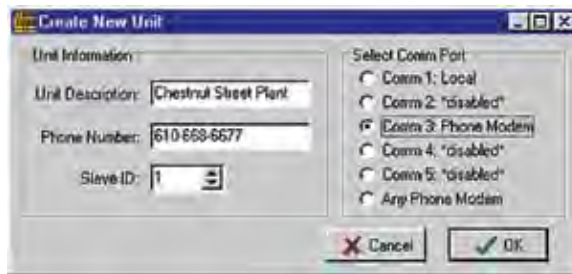 Create New Unit
Unit Information
Unit Description: Chestnut Street Plant
Phone Number: 610-668-6677
Slave ID: 1
Select Comm Port
Comm 1: Local
Comm 2: *disabled*
Comm 3: Phone Modem
Comm 4: *disabled*
Comm 5: *disabled*
Any Phone Modem
Cancel
OK